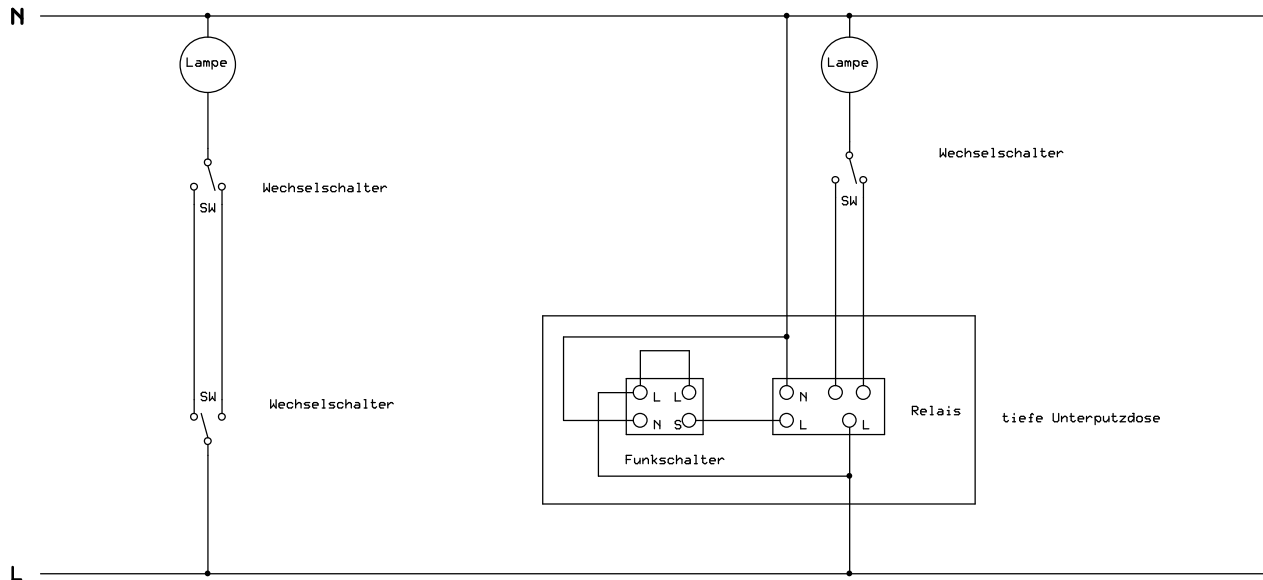 N
Lampe
Lampe
Wechselschalter
Wechselschalter
SW
SW
SW
Wechselschalter
L L
N
N S
L
L
Relais
tiefe Unterputzdose
Funkschalter
L